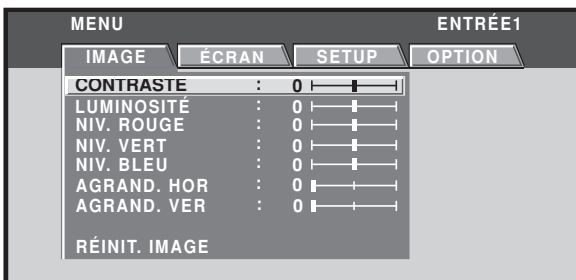 MENU ENTRÉE1
IMAGE ÉCRAN SETUP OPTION
CONTRASTE : 0
LUMINOSITÉ : 0
NIV. ROUGE : 0
NIV. VERT : 0
NIV. BLEU : 0
AGRAND. HOR : 0
AGRAND. VER : 0
RÉINIT. IMAGE